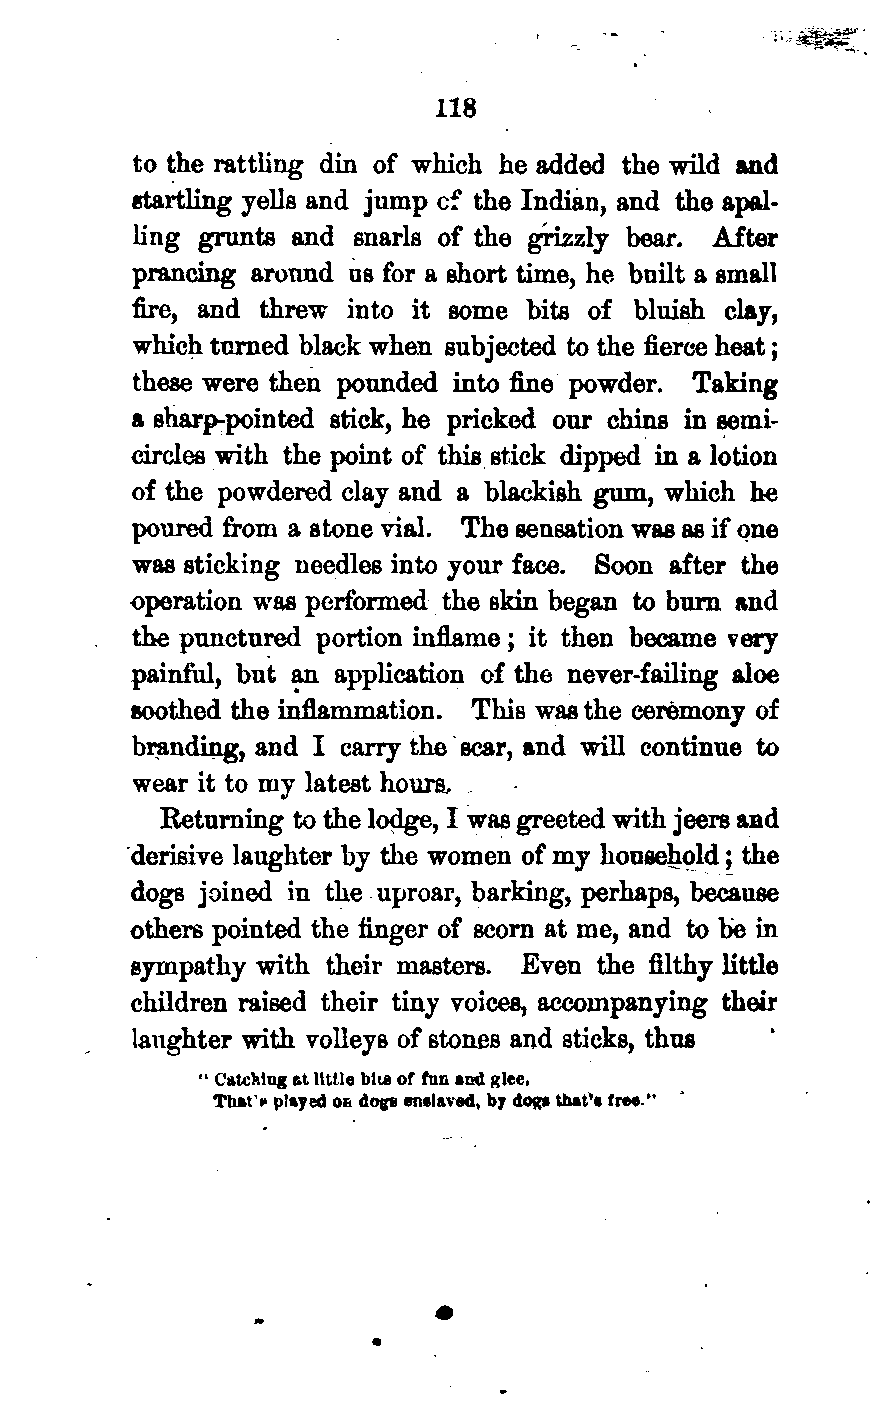 118
to the rattling din of which he added the wild and
startling yells and jump of the Indian, and the apal-
ling grunts and snarls of the grizzly bear. After
prancing around us for a short time, he built a small
fire, and threw into it some bits of bluish clay,
which turned black when subjected to the fierce heat;
these were then pounded into fine powder. Taking
a sharp-pointed stick, he pricked our chins in semi-
circles with the point of this stick dipped in a lotion
of the powdered clay and a blackish gum, which he
poured from a stone vial. The sensation was as if one
was sticking needles into your face. Soon after the
operation was performed the skin began to burn and
the punctured portion inflame; it then became very
painful, but an application of the never-failing aloe
soothed the inflammation. This was the ceremony of
branding, and I carry the scar, and will continue to
wear it to my latest hours.
Returning to the lodge, I was greeted with jeers and
derisive laughter by the women of my household; the
dogs joined in the uproar, barking, perhaps, because
others pointed the finger of scorn at me, and to be in
sympathy with their masters. Even the filthy little
children raised their tiny voices, accompanying their
laughter with volleys of stones and sticks, thus
"Catching at little bits of fun and glee,
That's played on dogs enslaved, by dogs that's free."